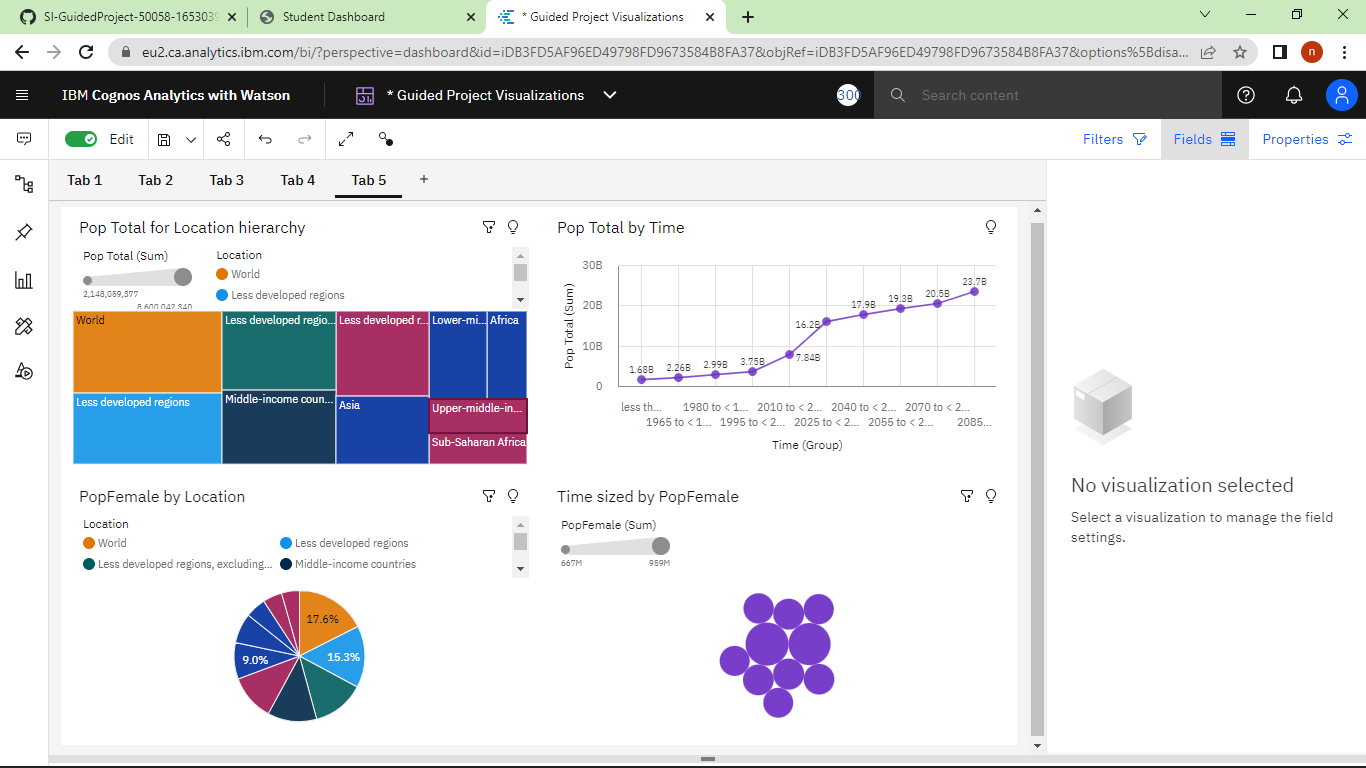 SI-GuidedProject-50058-1653039
Student Dashboard
* Guided Project Visualizations
eu2.ca.analytics.ibm.com/bi/?perspective=dashboard&id=iDB3FD5AF96ED49798FD9673584B8FA37&objRef=iDB3FD5AF96ED49798FD9673584B8FA37&options%5Bdisa...
n
IBM Cognos Analytics with Watson
* Guided Project Visualizations
300
Search content
Edit
Filters
Fields
Properties
Tab 1
Tab 2
Tab 3
Tab 4
Tab 5
Pop Total for Location hierarchy
Pop Total (Sum)
2,148,059,377
8,600,042,340
Location
World
Less developed regions
World
Less developed regio...
Less developed r...
Lower-mi...
Africa
Less developed regions
Middle-income coun...
Asia
Upper-middle-in...
Sub-Saharan Africa
Pop Total by Time
Pop Total (Sum)
30B
20B
10B
0
1.68B
2.26B
2.99B
3.75B
7.84B
16.2B
17.9B
19.3B
20.5B
23.7B
less th...
1965 to < 1...
1980 to < 1...
1995 to < 2...
2010 to < 2...
2025 to < 2...
2040 to < 2...
2055 to < 2...
2070 to < 2...
2085...
Time (Group)
PopFemale by Location
Location
World
Less developed regions
Less developed regions, excluding...
Middle-income countries
17.6%
15.3%
9.0%
Time sized by PopFemale
PopFemale (Sum)
667M
959M
No visualization selected
Select a visualization to manage the field
settings.